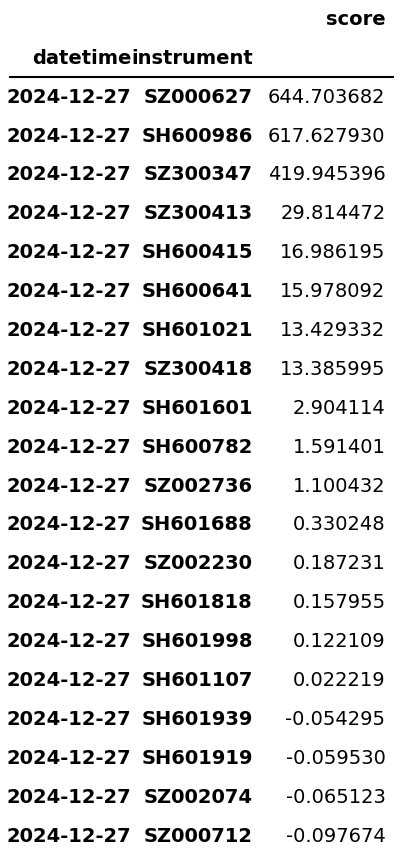 score
datetime instrument
2024-12-27 SZ000627 644.703682
2024-12-27 SH600986 617.627930
2024-12-27 SZ300347 419.945396
2024-12-27 SZ300413 29.814472
2024-12-27 SH600415 16.986195
2024-12-27 SH600641 15.978092
2024-12-27 SH601021 13.429332
2024-12-27 SZ300418 13.385995
2024-12-27 SH601601 2.904114
2024-12-27 SH600782 1.591401
2024-12-27 SZ002736 1.100432
2024-12-27 SH601688 0.330248
2024-12-27 SZ002230 0.187231
2024-12-27 SH601818 0.157955
2024-12-27 SH601998 0.122109
2024-12-27 SH601107 0.022219
2024-12-27 SH601939 -0.054295
2024-12-27 SH601919 -0.059530
2024-12-27 SZ002074 -0.065123
2024-12-27 SZ000712 -0.097674